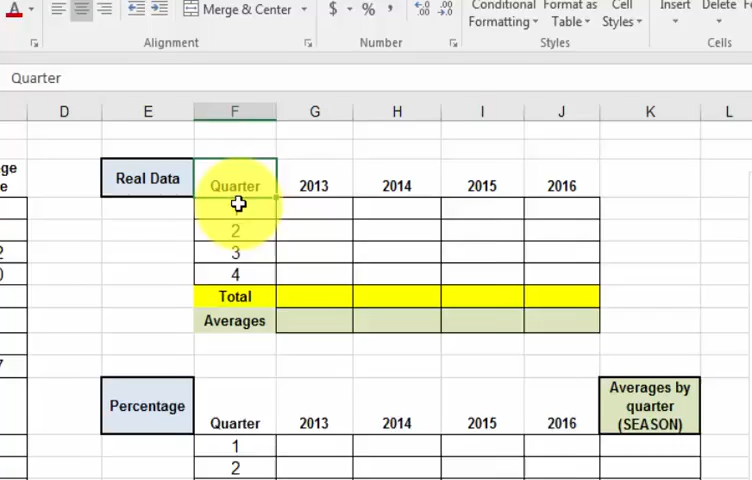 A
Merge & Center
$ % ,
Conditional Format as Cell
Formatting Table Styles
Insert Delete
Alignment
Number
Styles
Cells
Quarter
D E F G H I J K L
Real Data
Quarter 2013 2014 2015 2016
2
3
4
Total
Averages
Percentage
Quarter 2013 2014 2015 2016
Averages by
quarter
(SEASON)
1
2